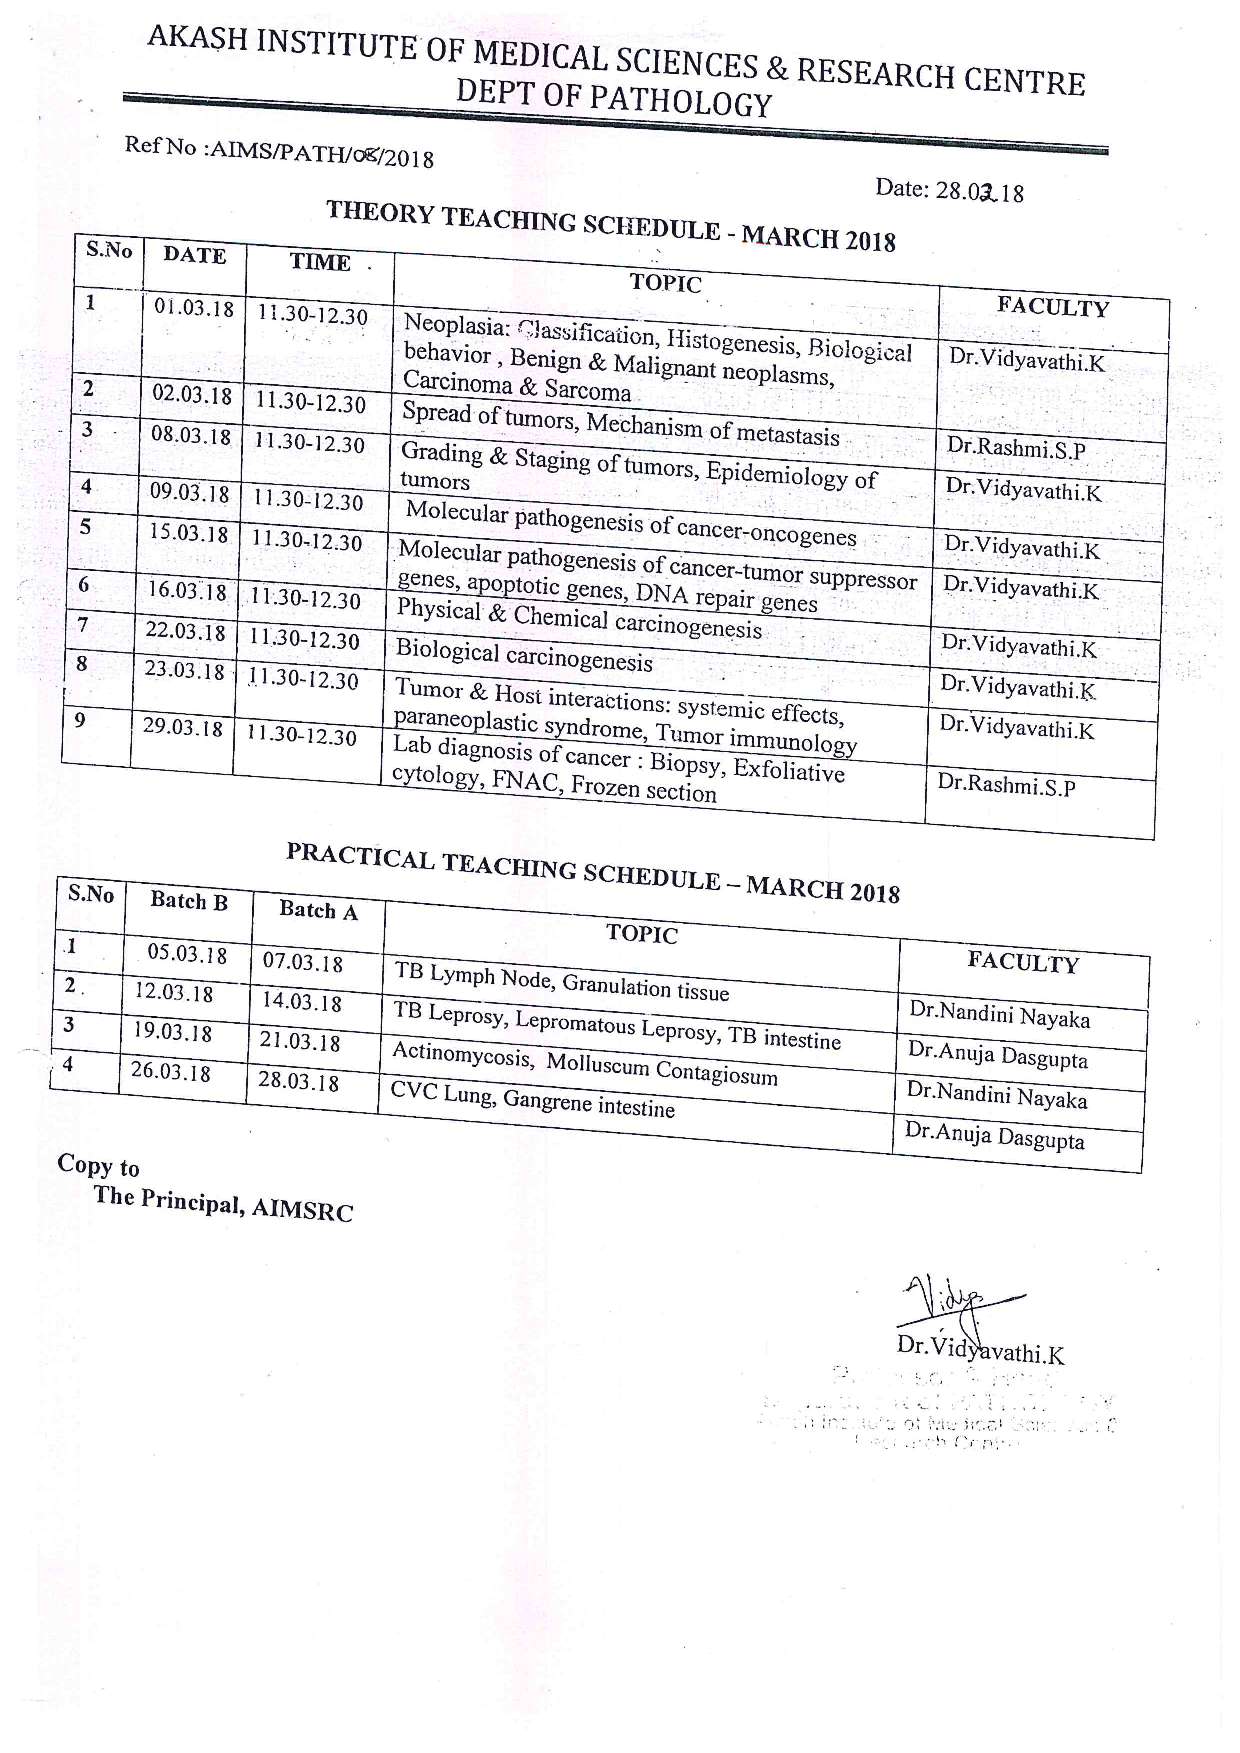 AKASH INSTITUTE OF MEDICAL SCIENCES & RESEARCH CENTRE
DEPT OF PATHOLOGY
Ref No :AIMS/PATH/08/2018
Date: 28.02.18
THEORY TEACHING SCHEDULE - MARCH 2018
S.No DATE TIME TOPIC FACULTY
1 01.03.18 11.30-12.30 Neoplasia: Classification, Histogenesis, Biological Dr.Vidyavathi.K
behavior , Benign & Malignant neoplasms,
Carcinoma & Sarcoma
2 02.03.18 11.30-12.30 Spread of tumors, Mechanism of metastasis Dr.Rashmi.S.P
3 08.03.18 11.30-12.30 Grading & Staging of tumors, Epidemiology of Dr.Vidyavathi.K
tumors
4 09.03.18 11.30-12.30 Molecular pathogenesis of cancer-oncogenes Dr.Vidyavathi.K
5 15.03.18 11.30-12.30 Molecular pathogenesis of cancer-tumor suppressor Dr.Vidyavathi.K
genes, apoptotic genes, DNA repair genes
6 16.03.18 11.30-12.30 Physical & Chemical carcinogenesis Dr.Vidyavathi.K
7 22.03.18 11.30-12.30 Biological carcinogenesis Dr.Vidyavathi.K
8 23.03.18 11.30-12.30 Tumor & Host interactions: systemic effects, Dr.Vidyavathi.K
paraneoplastic syndrome, Tumor immunology
9 29.03.18 11.30-12.30 Lab diagnosis of cancer : Biopsy, Exfoliative Dr.Rashmi.S.P
cytology, FNAC, Frozen section
PRACTICAL TEACHING SCHEDULE – MARCH 2018
S.No Batch B Batch A TOPIC FACULTY
1 05.03.18 07.03.18 TB Lymph Node, Granulation tissue Dr.Nandini Nayaka
2 12.03.18 14.03.18 TB Leprosy, Lepromatous Leprosy, TB intestine Dr.Anuja Dasgupta
3 19.03.18 21.03.18 Actinomycosis, Molluscum Contagiosum Dr.Nandini Nayaka
4 26.03.18 28.03.18 CVC Lung, Gangrene intestine Dr.Anuja Dasgupta
Copy to
The Principal, AIMSRC
Vidya
Dr.Vidyavathi.K
of Medical